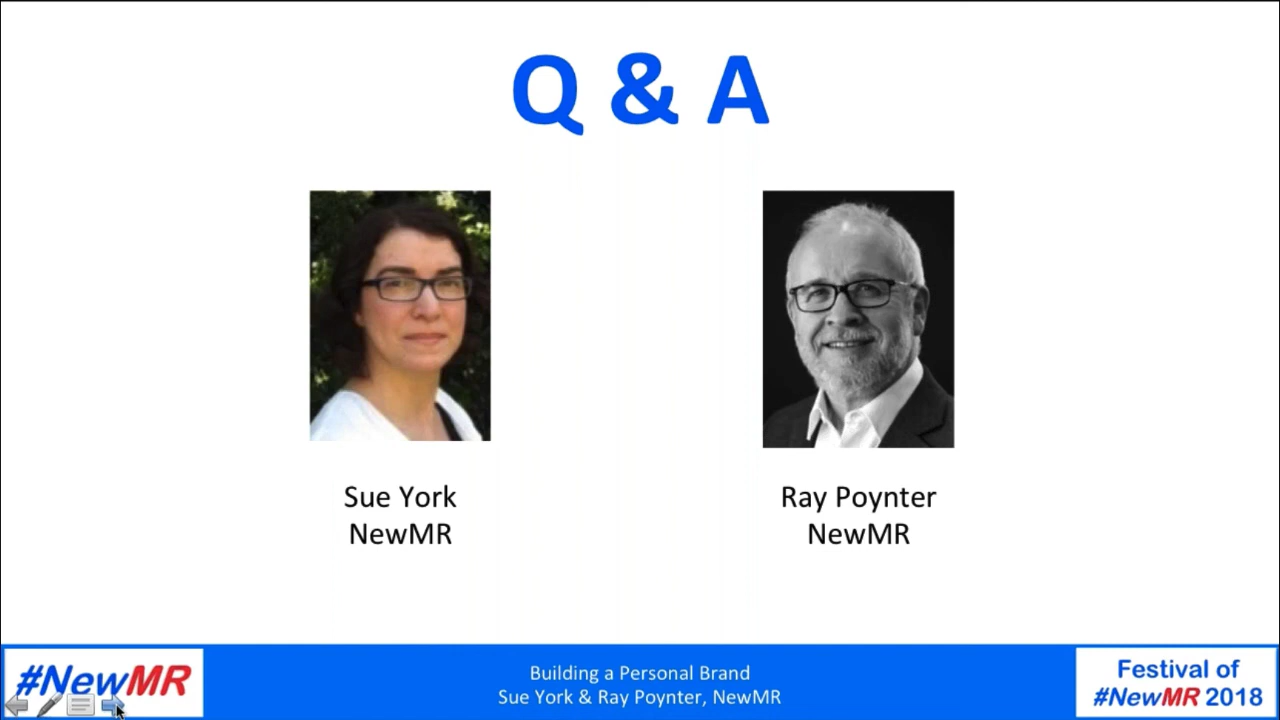 Q & A
Sue York
NewMR
Ray Poynter
NewMR
#NewMR
Building a Personal Brand
Sue York & Ray Poynter, NewMR
Festival of
#NewMR 2018